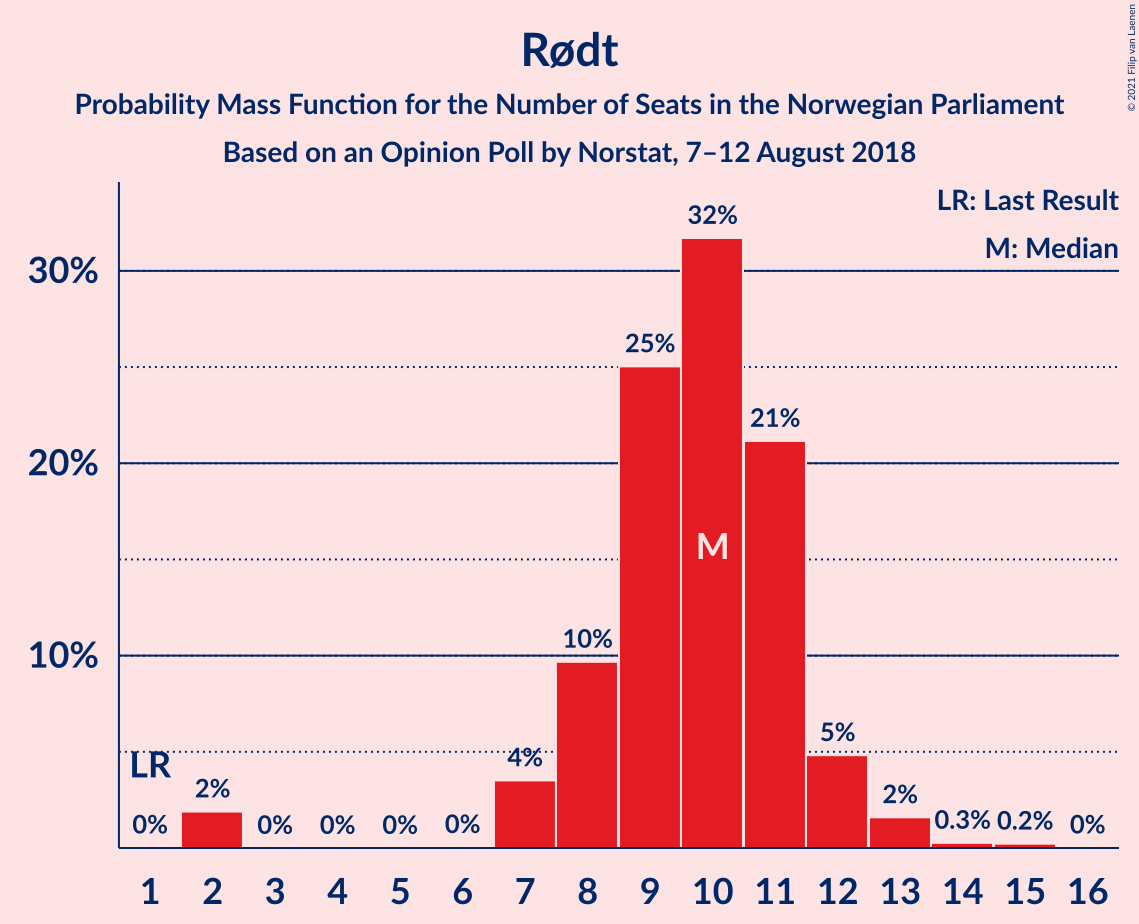 Rødt
Probability Mass Function for the Number of Seats in the Norwegian Parliament
Based on an Opinion Poll by Norstat, 7–12 August 2018
© 2021 Filip van Laenen
LR: Last Result
M: Median
30%
20%
10%
LR
0%
2%
0%
0%
0%
0%
4%
10%
25%
32%
M
21%
5%
2%
0.3%
0.2%
0%
1 2 3 4 5 6 7 8 9 10 11 12 13 14 15 16